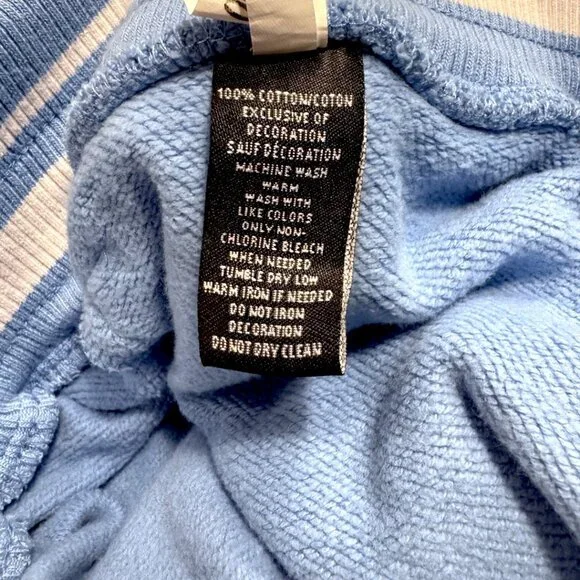 100% COTTON/COTON
EXCLUSIVE OF
DECORATION
SAUF DÉCORATION
MACHINE WASH
WARM
WASH WITH
LIKE COLORS
ONLY NON-
CHLORINE BLEACH
WHEN NEEDED
TUMBLE DRY LOW
WARM IRON IF NEEDED
DO NOT IRON
DECORATION
DO NOT DRY CLEAN